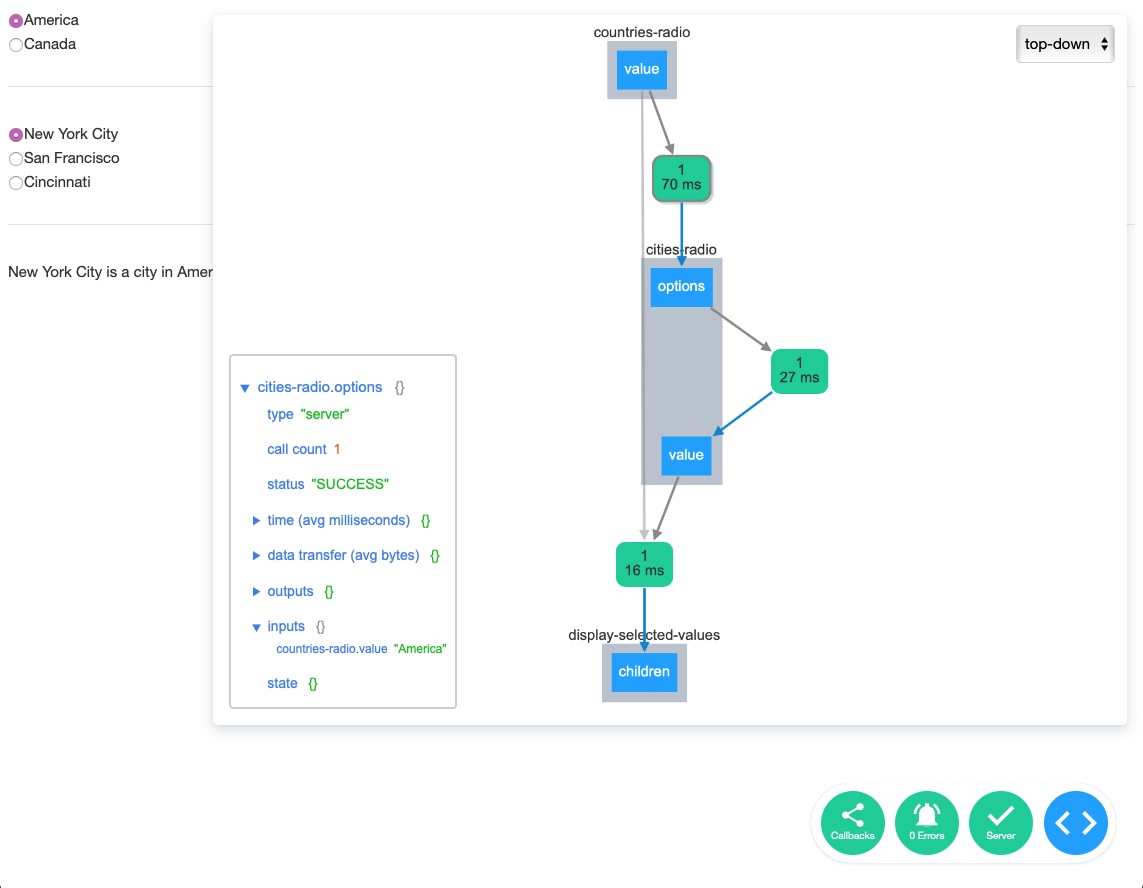 America
Canada
New York City
San Francisco
Cincinnati
New York City is a city in Amer
countries-radio
top-down
value
1
70 ms
cities-radio
options
1
27 ms
value
1
16 ms
display-selected-values
children
cities-radio.options {}
type "server"
call count 1
status "SUCCESS"
time (avg milliseconds) {}
data transfer (avg bytes) {}
outputs {}
inputs {}
countries-radio.value "America"
state {}
Callbacks
0 Errors
Server